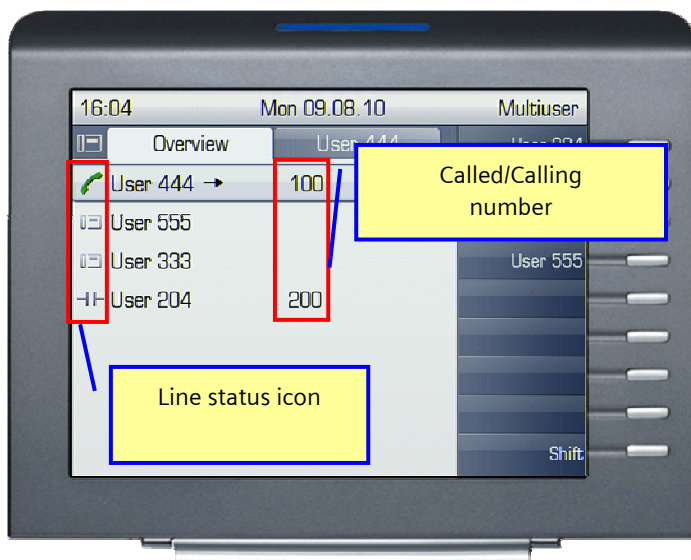 16:04 Mon 09.08.10 Multiuser
Overview User 444
User 444 → 100
Called/Calling
number
User 555
User 333 User 555
User 204 200
Line status icon
Shift